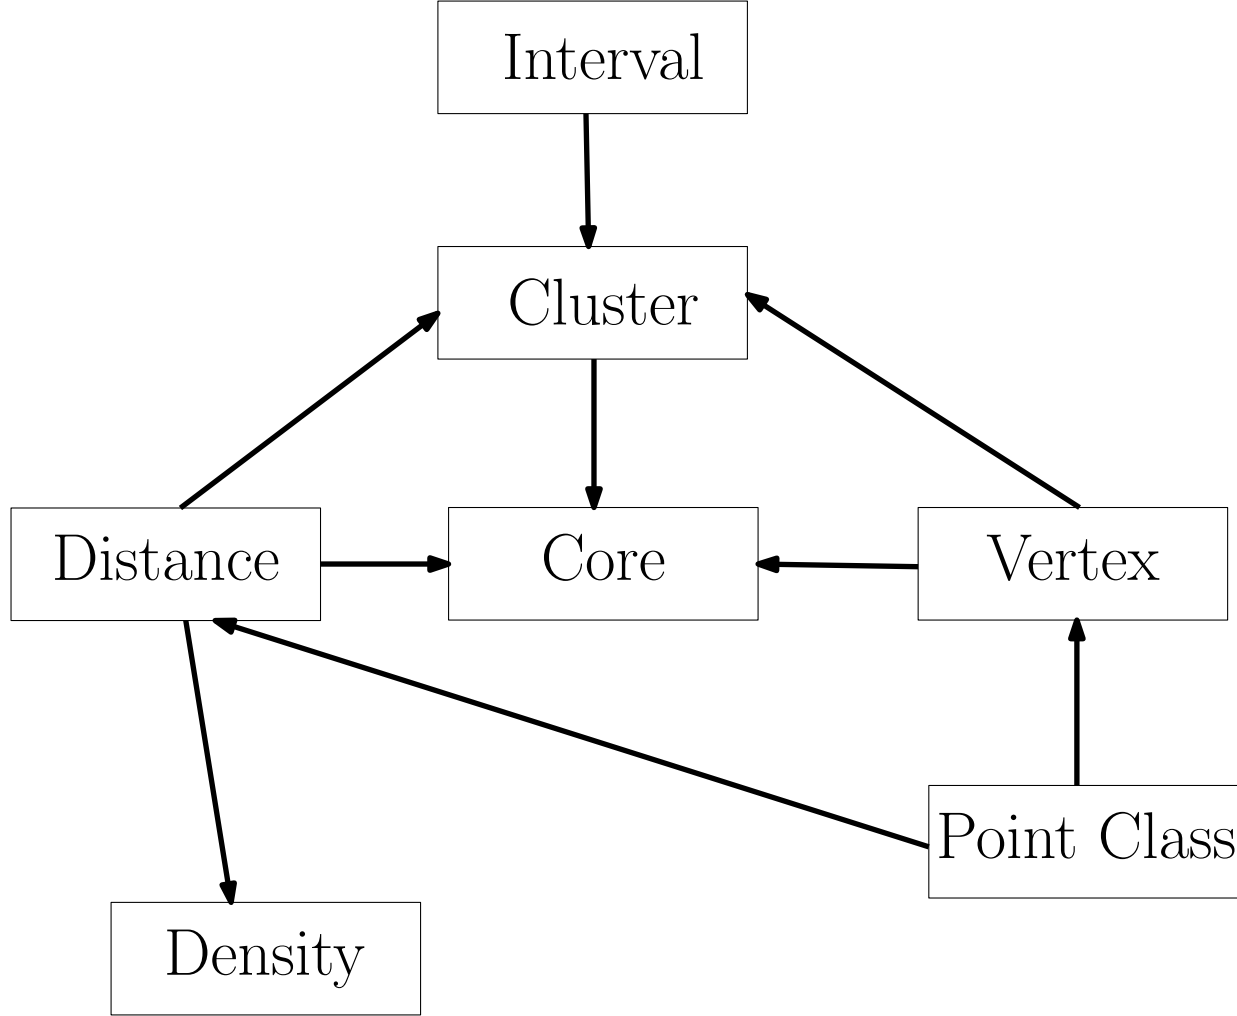 Interval
Cluster
Distance
Core
Vertex
Point Class
Density